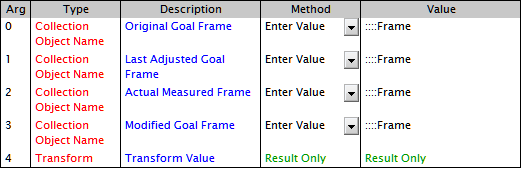 Arg Type Description Method Value
0 Collection Object Name Original Goal Frame Enter Value ::::Frame
1 Collection Object Name Last Adjusted Goal Frame Enter Value ::::Frame
2 Collection Object Name Actual Measured Frame Enter Value ::::Frame
3 Collection Object Name Modified Goal Frame Enter Value ::::Frame
4 Transform Transform Value Result Only Result Only